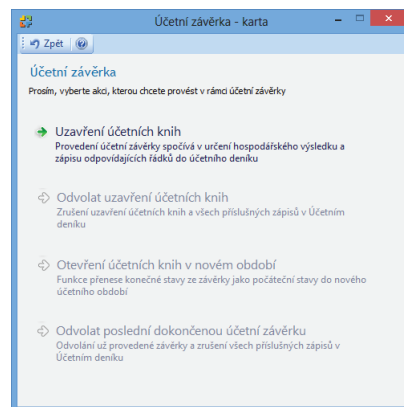 Účetní závěrka - karta
Zpět
Účetní závěrka
Prosím, vyberte akci, kterou chcete provést v rámci účetní závěrky
Uzavření účetních knih
Provedení účetní závěrky spočívá v určení hospodářského výsledku a
zápisu odpovídajících řádků do účetního deníku
Odvolat uzavření účetních knih
Zrušení uzavření účetních knih a všech příslušných zápisů v Účetním
deníku
Otevření účetních knih v novém období
Funkce přenese konečné stavy ze závěrky jako počáteční stavy do nového
účetního období
Odvolat poslední dokončenou účetní závěrku
Odvolání už provedené závěrky a zrušení všech příslušných zápisů v
Účetním deníku